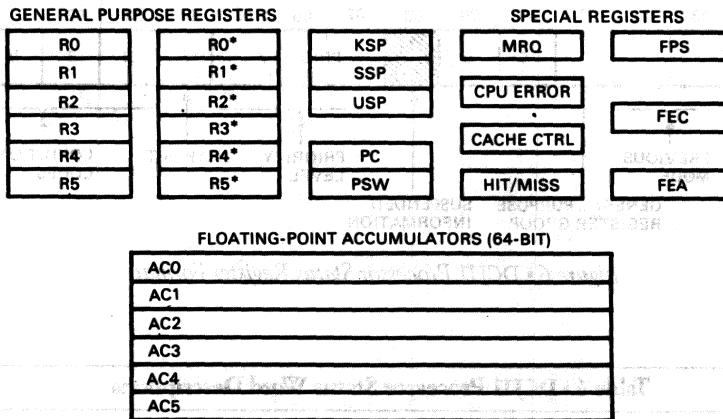 GENERAL PURPOSE REGISTERS
SPECIAL REGISTERS
R0 R0* KSP MRQ FPS
R1 R1* SSP
R2 R2* USP CPU ERROR
R3 R3* FEC
CACHE CTRL
R4 R4* PC
R5 R5* PSW HIT/MISS FEA
FLOATING-POINT ACCUMULATORS (64-BIT)
AC0
AC1
AC2
AC3
AC4
AC5